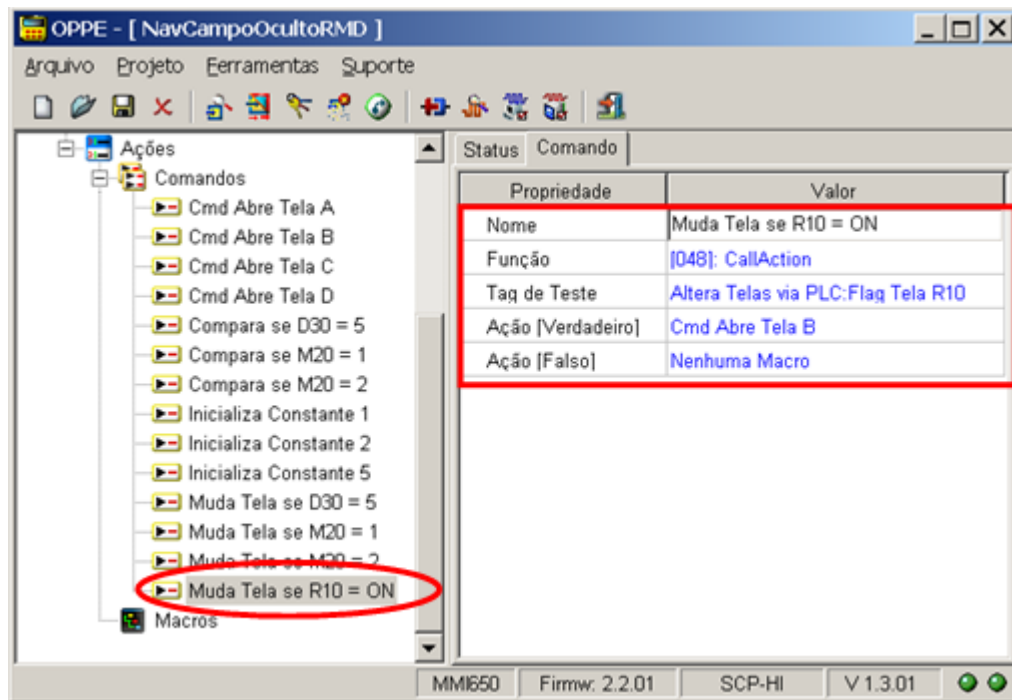 OPPE - [ NavCampoOcultoRMD ]
Arquivo Projeto Ferramentas Suporte
Ações
Comandos
Cmd Abre Tela A
Cmd Abre Tela B
Cmd Abre Tela C
Cmd Abre Tela D
Compara se D30 = 5
Compara se M20 = 1
Compara se M20 = 2
Inicializa Constante 1
Inicializa Constante 2
Inicializa Constante 5
Muda Tela se D30 = 5
Muda Tela se M20 = 1
Muda Tela se M20 = 2
Muda Tela se R10 = ON
Macros
Status Comando
Propriedade Valor
Nome Muda Tela se R10 = ON
Função [048]: CallAction
Tag de Teste Altera Telas via PLC:Flag Tela R10
Ação [Verdadeiro] Cmd Abre Tela B
Ação [Falso] Nenhuma Macro
MMI650 Firmw: 2.2.01 SCP-HI V 1.3.01